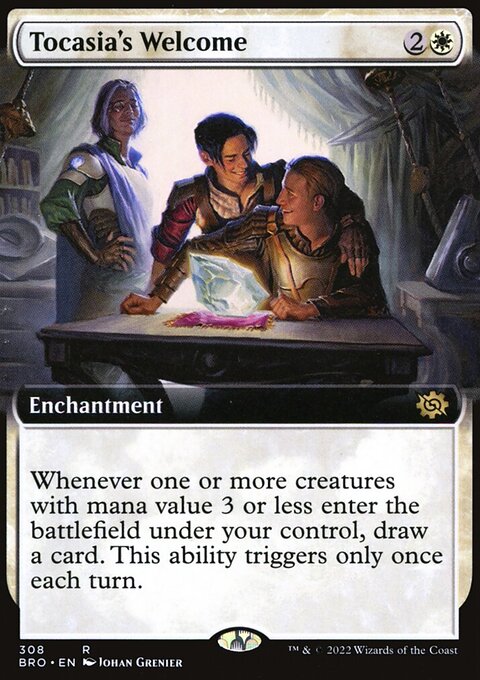 Tocasia's Welcome 2
Enchantment
Whenever one or more creatures
with mana value 3 or less enter the
battlefield under your control, draw
a card. This ability triggers only once
each turn.
308 R
BRO • EN Johan Grenier
™ & © 2022 Wizards of the Coast